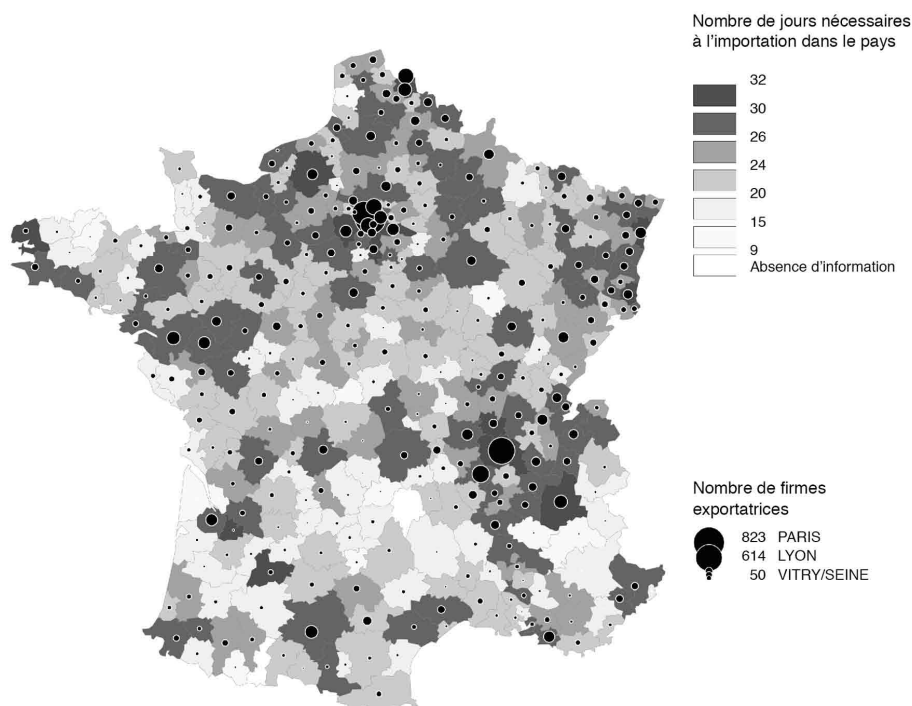 Nombre de jours nécessaires
à l'importation dans le pays
32
30
26
24
20
15
9
Absence d'information
Nombre de firmes
exportatrices
823 PARIS
614 LYON
50 VITRY/SEINE